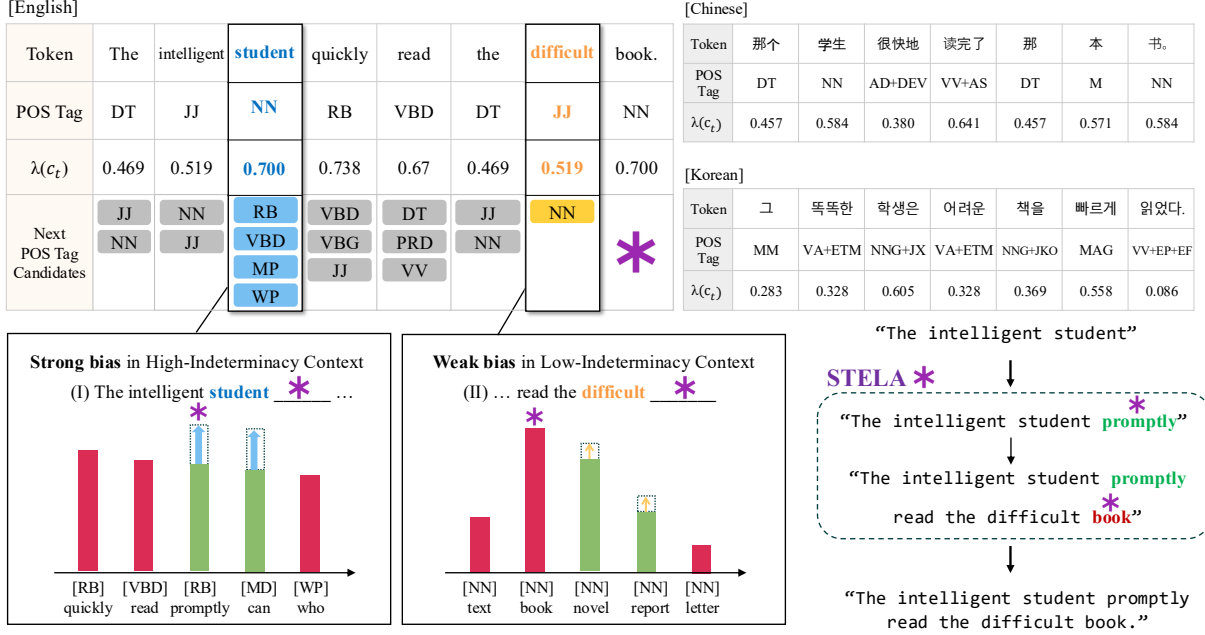 [English]
Token The intelligent student quickly read the difficult book.
POS Tag DT JJ NN RB VBD DT JJ NN
λ(c_t) 0.469 0.519 0.700 0.738 0.67 0.469 0.519 0.700
Next
POS Tag
Candidates
JJ NN RB VBD DT JJ NN
NN JJ VBD VBG PRD NN
MP JJ VV
WP
*
[Chinese]
Token 那个 学生 很快地 读完了 那 本 书。
POS
Tag
DT NN AD+DEV VV+AS DT M NN
λ(c_t) 0.457 0.584 0.380 0.641 0.457 0.571 0.584
[Korean]
Token 그 똑똑한 학생은 어려운 책을 빠르게 읽었다.
POS
Tag
MM VA+ETM NNG+JX VA+ETM NNG+JKO MAG VV+EP+EF
λ(c_t) 0.283 0.328 0.605 0.328 0.369 0.558 0.086
Strong bias in High-Indeterminacy Context
(I) The intelligent student ______ * …
*
[RB] [VBD] [RB] [MD] [WP]
quickly read promptly can who
Weak bias in Low-Indeterminacy Context
(II) … read the difficult _______ *
*
[NN] [NN] [NN] [NN] [NN]
text book novel report letter
“The intelligent student”
STELA *
*
“The intelligent student promptly”
“The intelligent student promptly
*
read the difficult book”
“The intelligent student promptly
read the difficult book.”